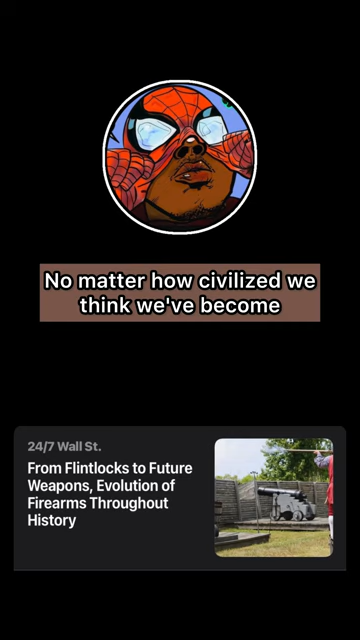 No matter how civilized we
think we've become
24/7 Wall St.
From Flintlocks to Future
Weapons, Evolution of
Firearms Throughout
History